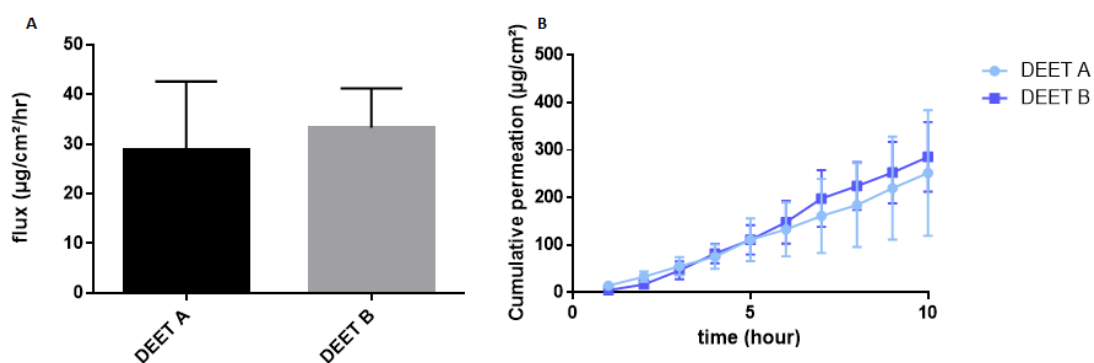 A
flux (µg/cm²/hr)
50
40
30
20
10
0
DEET A
DEET B
B
Cumulative permeation (µg/cm²)
500
400
300
200
100
0
0
5
10
time (hour)
DEET A
DEET B